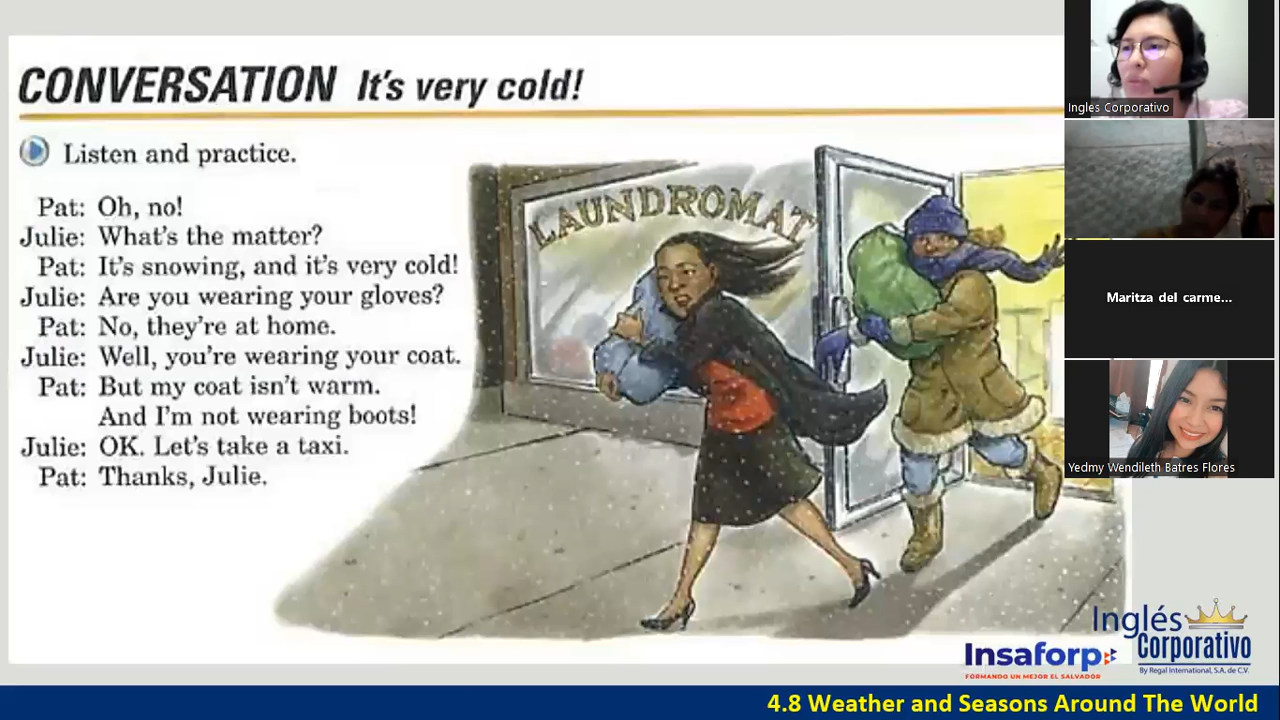 CONVERSATION It's very cold!
Listen and practice.
Pat: Oh, no!
Julie: What's the matter?
Pat: It's snowing, and it's very cold!
Julie: Are you wearing your gloves?
Pat: No, they're at home.
Julie: Well, you're wearing your coat.
Pat: But my coat isn't warm.
And I'm not wearing boots!
Julie: OK. Let's take a taxi.
Pat: Thanks, Julie.
LAUNDROMAT
Ingles Corporativo
Maritza del carme...
Yedmy Wendileth Batres Flores
Inglés
Corporativo
By Regal International, S.A. de C.V.
Insaforp
FORMANDO UN MEJOR EL SALVADOR
4.8 Weather and Seasons Around The World